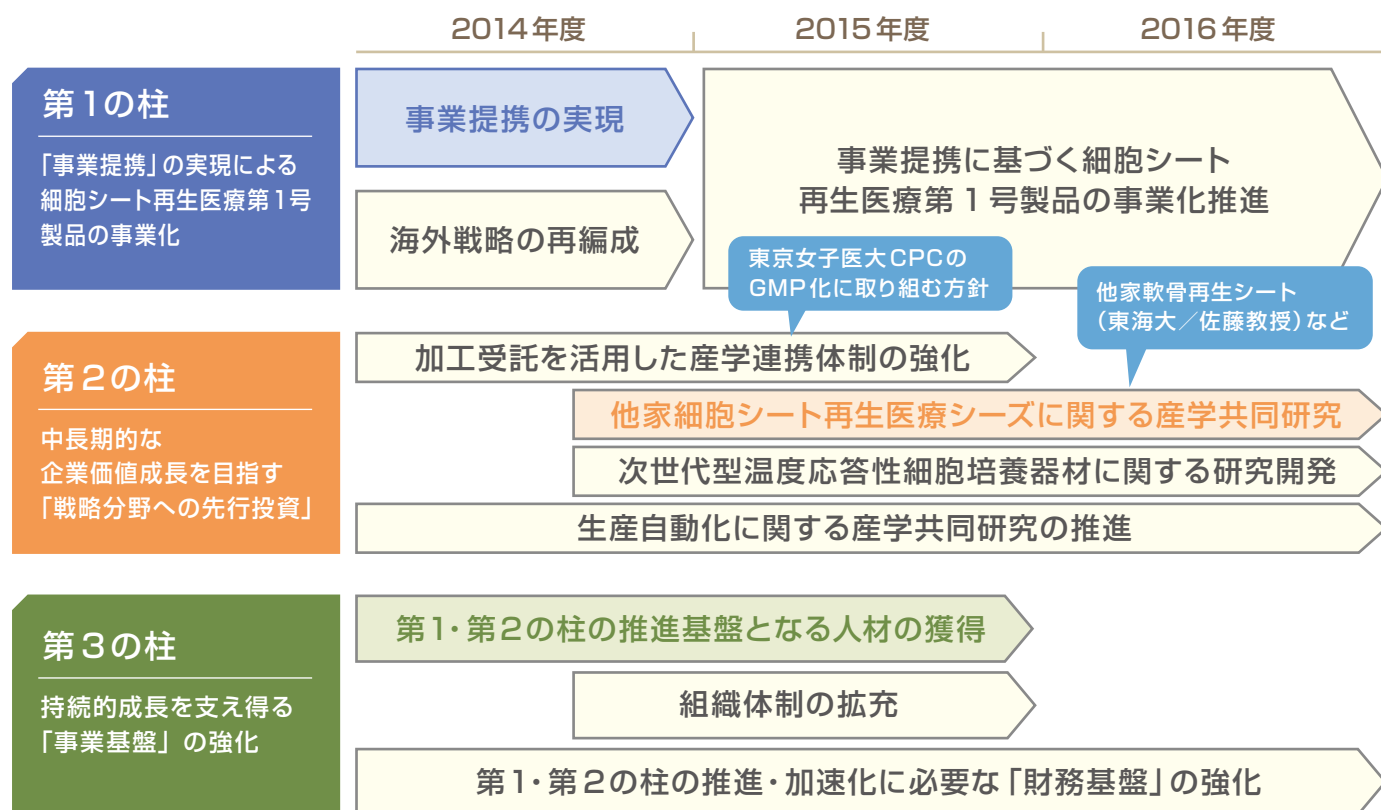 2014年度
2015年度
2016年度
第1の柱
「事業提携」の実現による
細胞シート再生医療第1号
製品の事業化
事業提携の実現
海外戦略の再編成
事業提携に基づく細胞シート
再生医療第1号製品の事業化推進
東京女子医大CPCの
GMP化に取り組む方針
他家軟骨再生シート
(東海大/佐藤教授)など
第2の柱
中長期的な
企業価値成長を目指す
「戦略分野への先行投資」
加工受託を活用した産学連携体制の強化
他家細胞シート再生医療シーズに関する産学共同研究
次世代型温度応答性細胞培養器材に関する研究開発
生産自動化に関する産学共同研究の推進
第3の柱
持続的成長を支え得る
「事業基盤」の強化
第1・第2の柱の推進基盤となる人材の獲得
組織体制の拡充
第1・第2の柱の推進・加速化に必要な「財務基盤」の強化